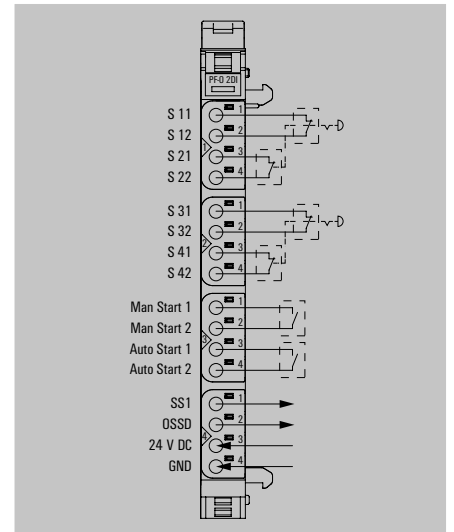 PF-O 2DI
S 11 1
S 12 2
1
S 21 3
S 22 4
S 31 1
S 32 2
2
S 41 3
S 42 4
Man Start 1 1
Man Start 2 2
3
Auto Start 1 3
Auto Start 2 4
SS1 1
OSSD 2
4
24 V DC 3
GND 4